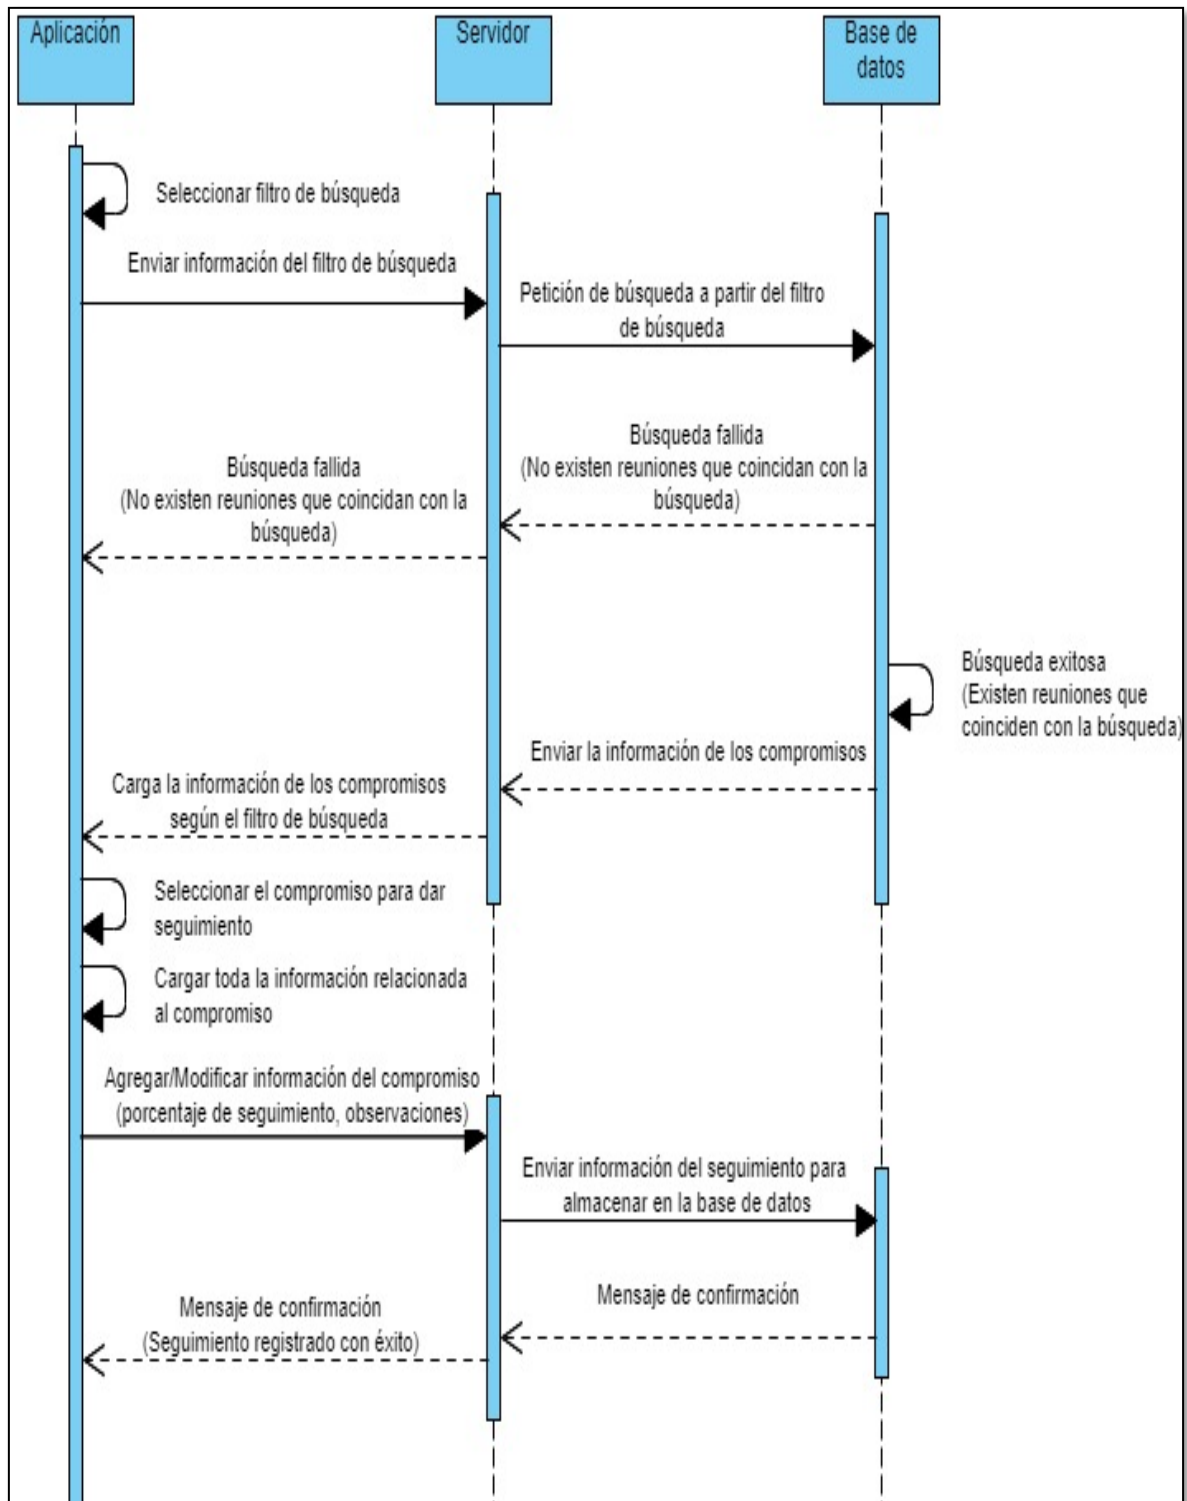 Aplicación
Servidor
Base de
datos
Seleccionar filtro de búsqueda
Enviar información del filtro de búsqueda
Petición de búsqueda a partir del filtro
de búsqueda
Búsqueda fallida
(No existen reuniones que coincidan con la
búsqueda)
Búsqueda fallida
(No existen reuniones que coincidan con la
búsqueda)
Búsqueda exitosa
(Existen reuniones que
coinciden con la búsqueda)
Enviar la información de los compromisos
Carga la información de los compromisos
según el filtro de búsqueda
Seleccionar el compromiso para dar
seguimiento
Cargar toda la información relacionada
al compromiso
Agregar/Modificar información del compromiso
(porcentaje de seguimiento, observaciones)
Enviar información del seguimiento para
almacenar en la base de datos
Mensaje de confirmación
Mensaje de confirmación
(Seguimiento registrado con éxito)